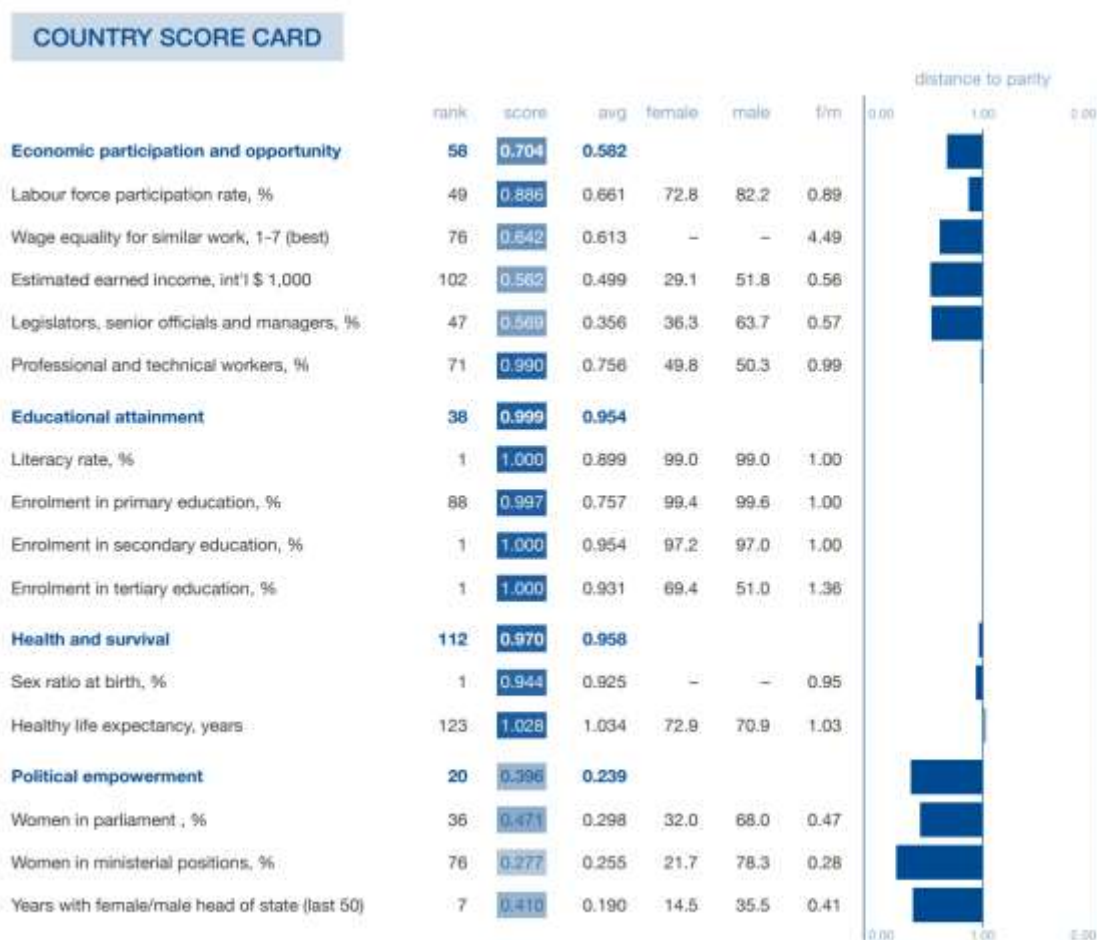 COUNTRY SCORE CARD
distance to parity
rank score avg female male f/m 0.00 1.00 2.00
Economic participation and opportunity 58 0.704 0.582
Labour force participation rate, % 49 0.886 0.661 72.8 82.2 0.89
Wage equality for similar work, 1-7 (best) 76 0.642 0.613 – – 4.49
Estimated earned income, int'l $ 1,000 102 0.562 0.499 29.1 51.8 0.56
Legislators, senior officials and managers, % 47 0.569 0.356 36.3 63.7 0.57
Professional and technical workers, % 71 0.990 0.756 49.8 50.3 0.99
Educational attainment 38 0.999 0.954
Literacy rate, % 1 1.000 0.899 99.0 99.0 1.00
Enrolment in primary education, % 88 0.997 0.757 99.4 99.6 1.00
Enrolment in secondary education, % 1 1.000 0.954 97.2 97.0 1.00
Enrolment in tertiary education, % 1 1.000 0.931 69.4 51.0 1.36
Health and survival 112 0.970 0.958
Sex ratio at birth, % 1 0.944 0.925 – – 0.95
Healthy life expectancy, years 123 1.028 1.034 72.9 70.9 1.03
Political empowerment 20 0.396 0.239
Women in parliament , % 36 0.471 0.298 32.0 68.0 0.47
Women in ministerial positions, % 76 0.277 0.255 21.7 78.3 0.28
Years with female/male head of state (last 50) 7 0.410 0.190 14.5 35.5 0.41
0.00 1.00 2.00